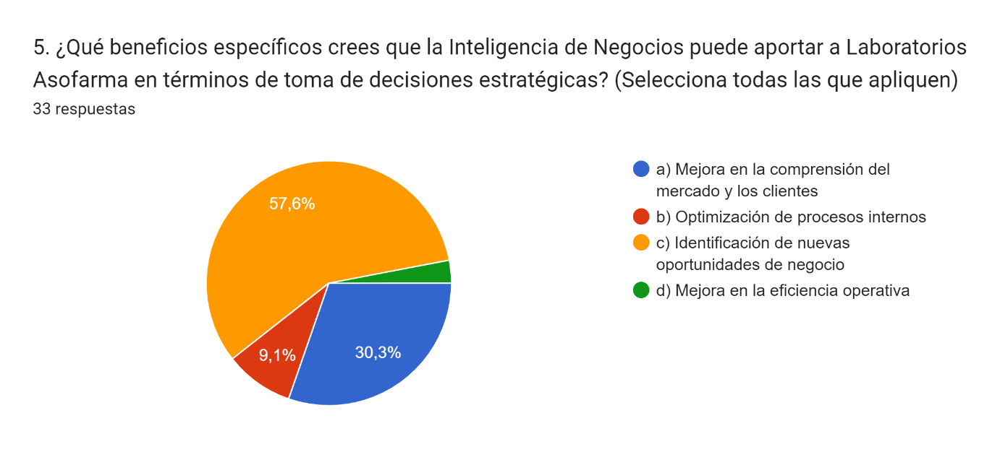 5. ¿Qué beneficios específicos crees que la Inteligencia de Negocios puede aportar a Laboratorios
Asofarma en términos de toma de decisiones estratégicas? (Selecciona todas las que apliquen)
33 respuestas
57,6%
9,1%
30,3%
a) Mejora en la comprensión del
mercado y los clientes
b) Optimización de procesos internos
c) Identificación de nuevas
oportunidades de negocio
d) Mejora en la eficiencia operativa